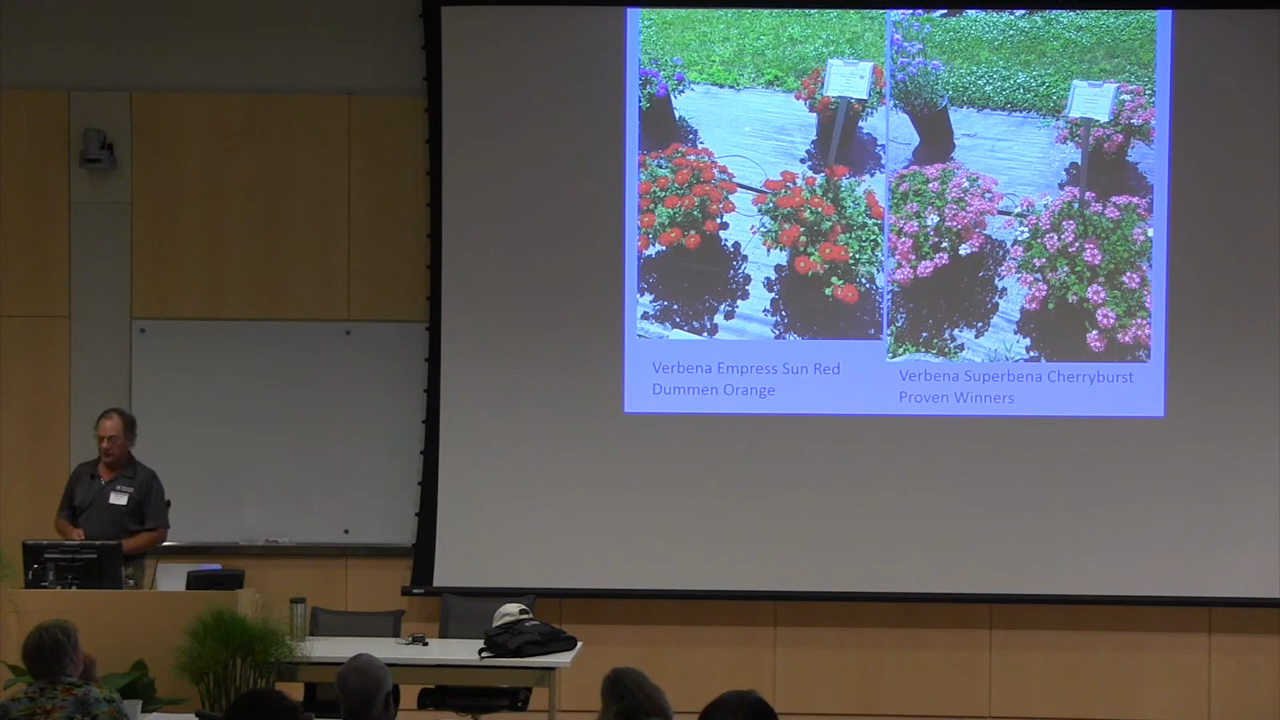 Verbena Empress Sun Red
Dummen Orange
Verbena Superbena Cherryburst
Proven Winners